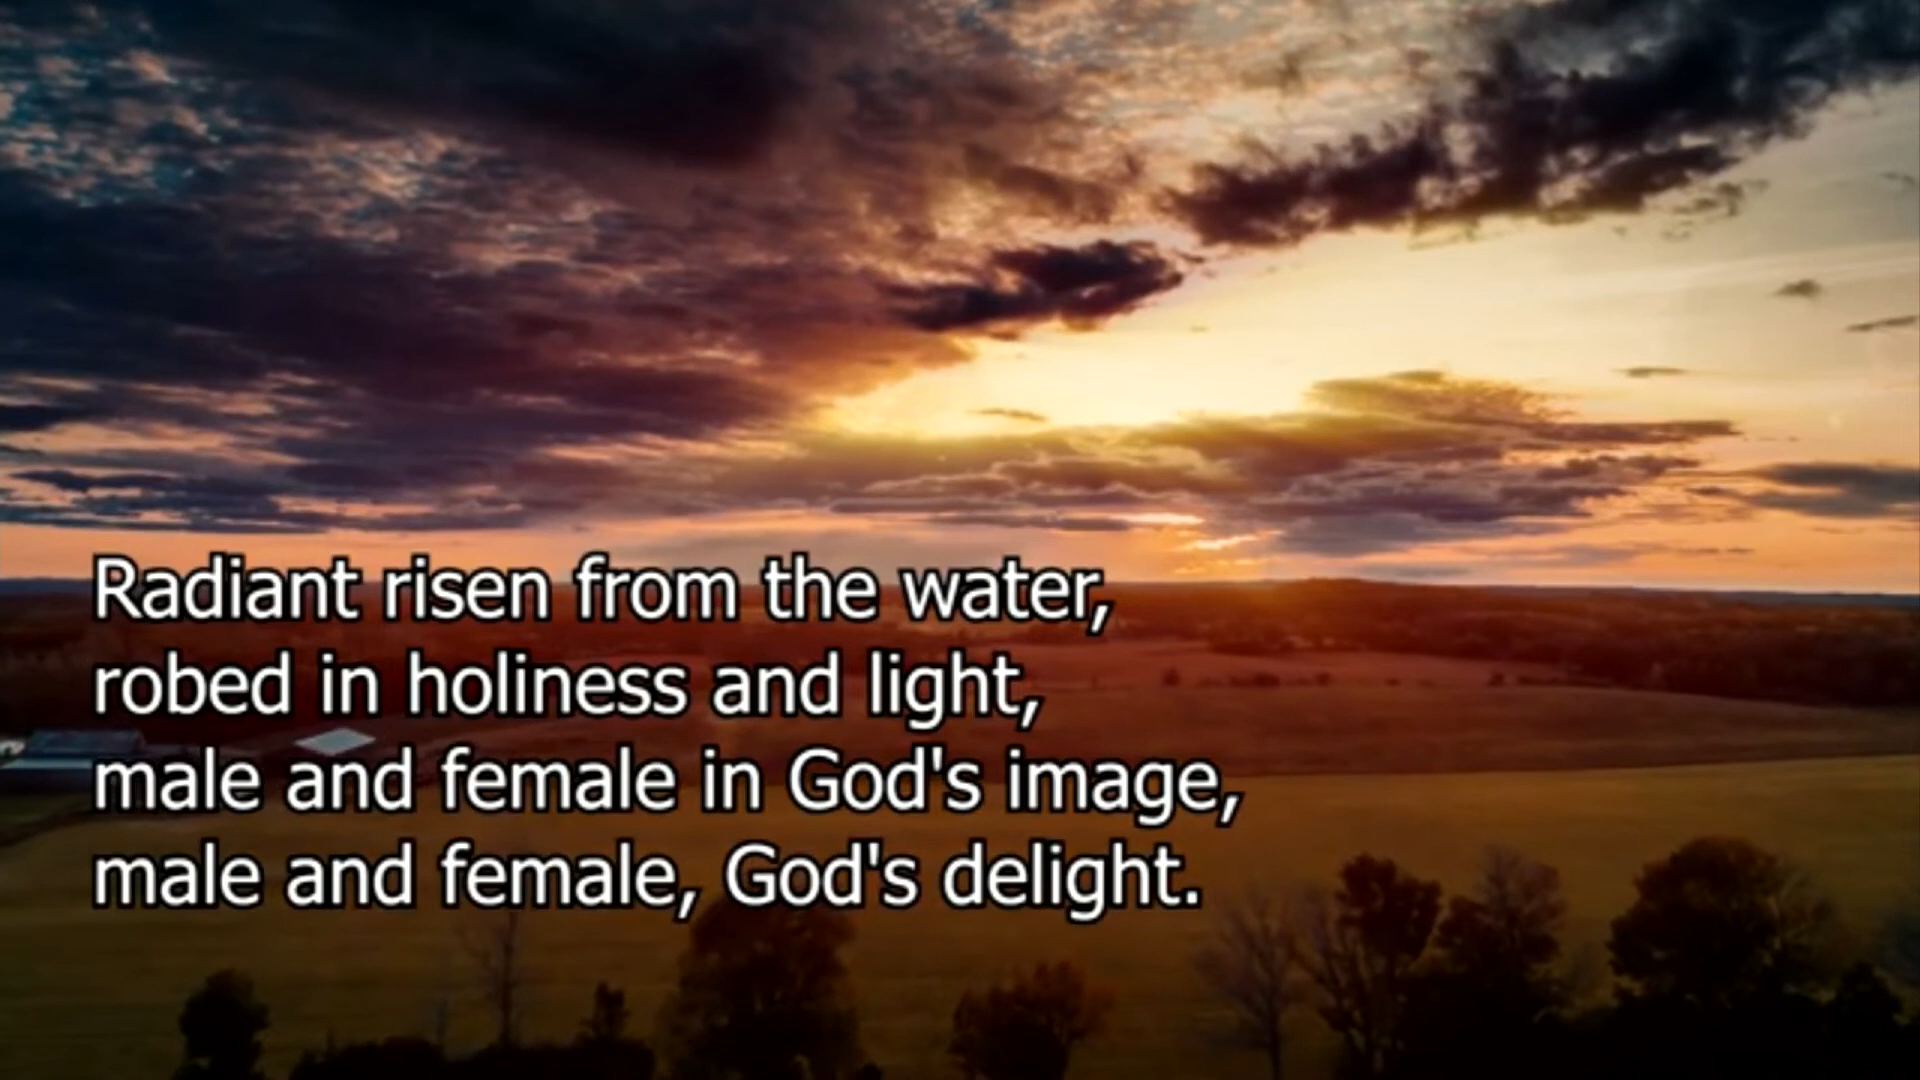 Radiant risen from the water,
robed in holiness and light,
male and female in God's image,
male and female, God's delight.